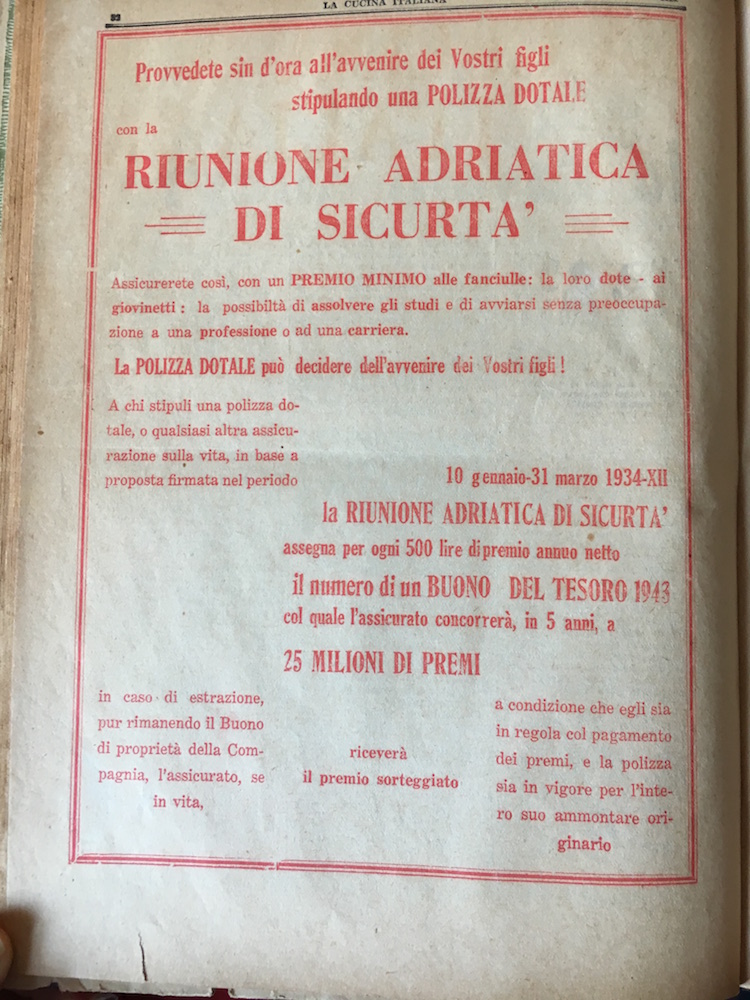 32
LA CUCINA ITALIANA
Provvedete sin d'ora all'avvenire dei Vostri figli
stipulando una POLIZZA DOTALE
con la
RIUNIONE ADRIATICA
DI SICURTA'
Assicurerete così, con un PREMIO MINIMO alle fanciulle: la loro dote - ai
giovinetti : la possibiltà di assolvere gli studi e di avviarsi senza preoccupa-
zione a una professione o ad una carriera.
La POLIZZA DOTALE può decidere dell'avvenire dei Vostri figli !
A chi stipuli una polizza do-
tale, o qualsiasi altra assicu-
razione sulla vita, in base a
proposta firmata nel periodo
10 gennaio-31 marzo 1934-XII
la RIUNIONE ADRIATICA DI SICURTA'
assegna per ogni 500 lire di premio annuo netto
il numero di un BUONO DEL TESORO 1943
col quale l'assicurato concorrerà, in 5 anni, a
25 MILIONI DI PREMI
in caso di estrazione,
pur rimanendo il Buono
di proprietà della Com-
pagnia, l'assicurato, se
in vita,
riceverà
il premio sorteggiato
a condizione che egli sia
in regola col pagamento
dei premi, e la polizza
sia in vigore per l'inte-
ro suo ammontare ori-
ginario